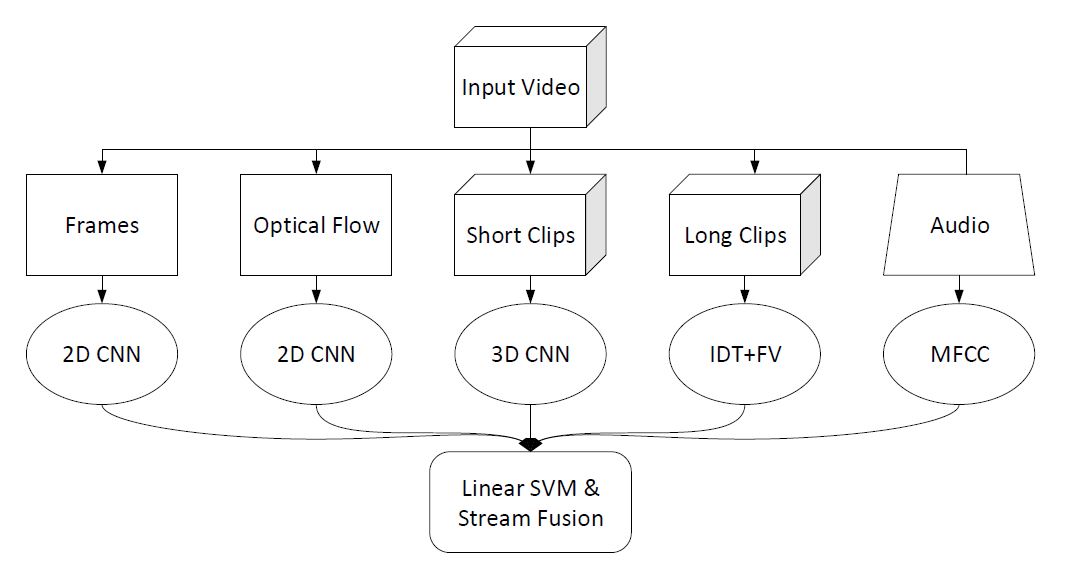 Input Video
Frames
Optical Flow
Short Clips
Long Clips
Audio
2D CNN
2D CNN
3D CNN
IDT+FV
MFCC
Linear SVM &
Stream Fusion